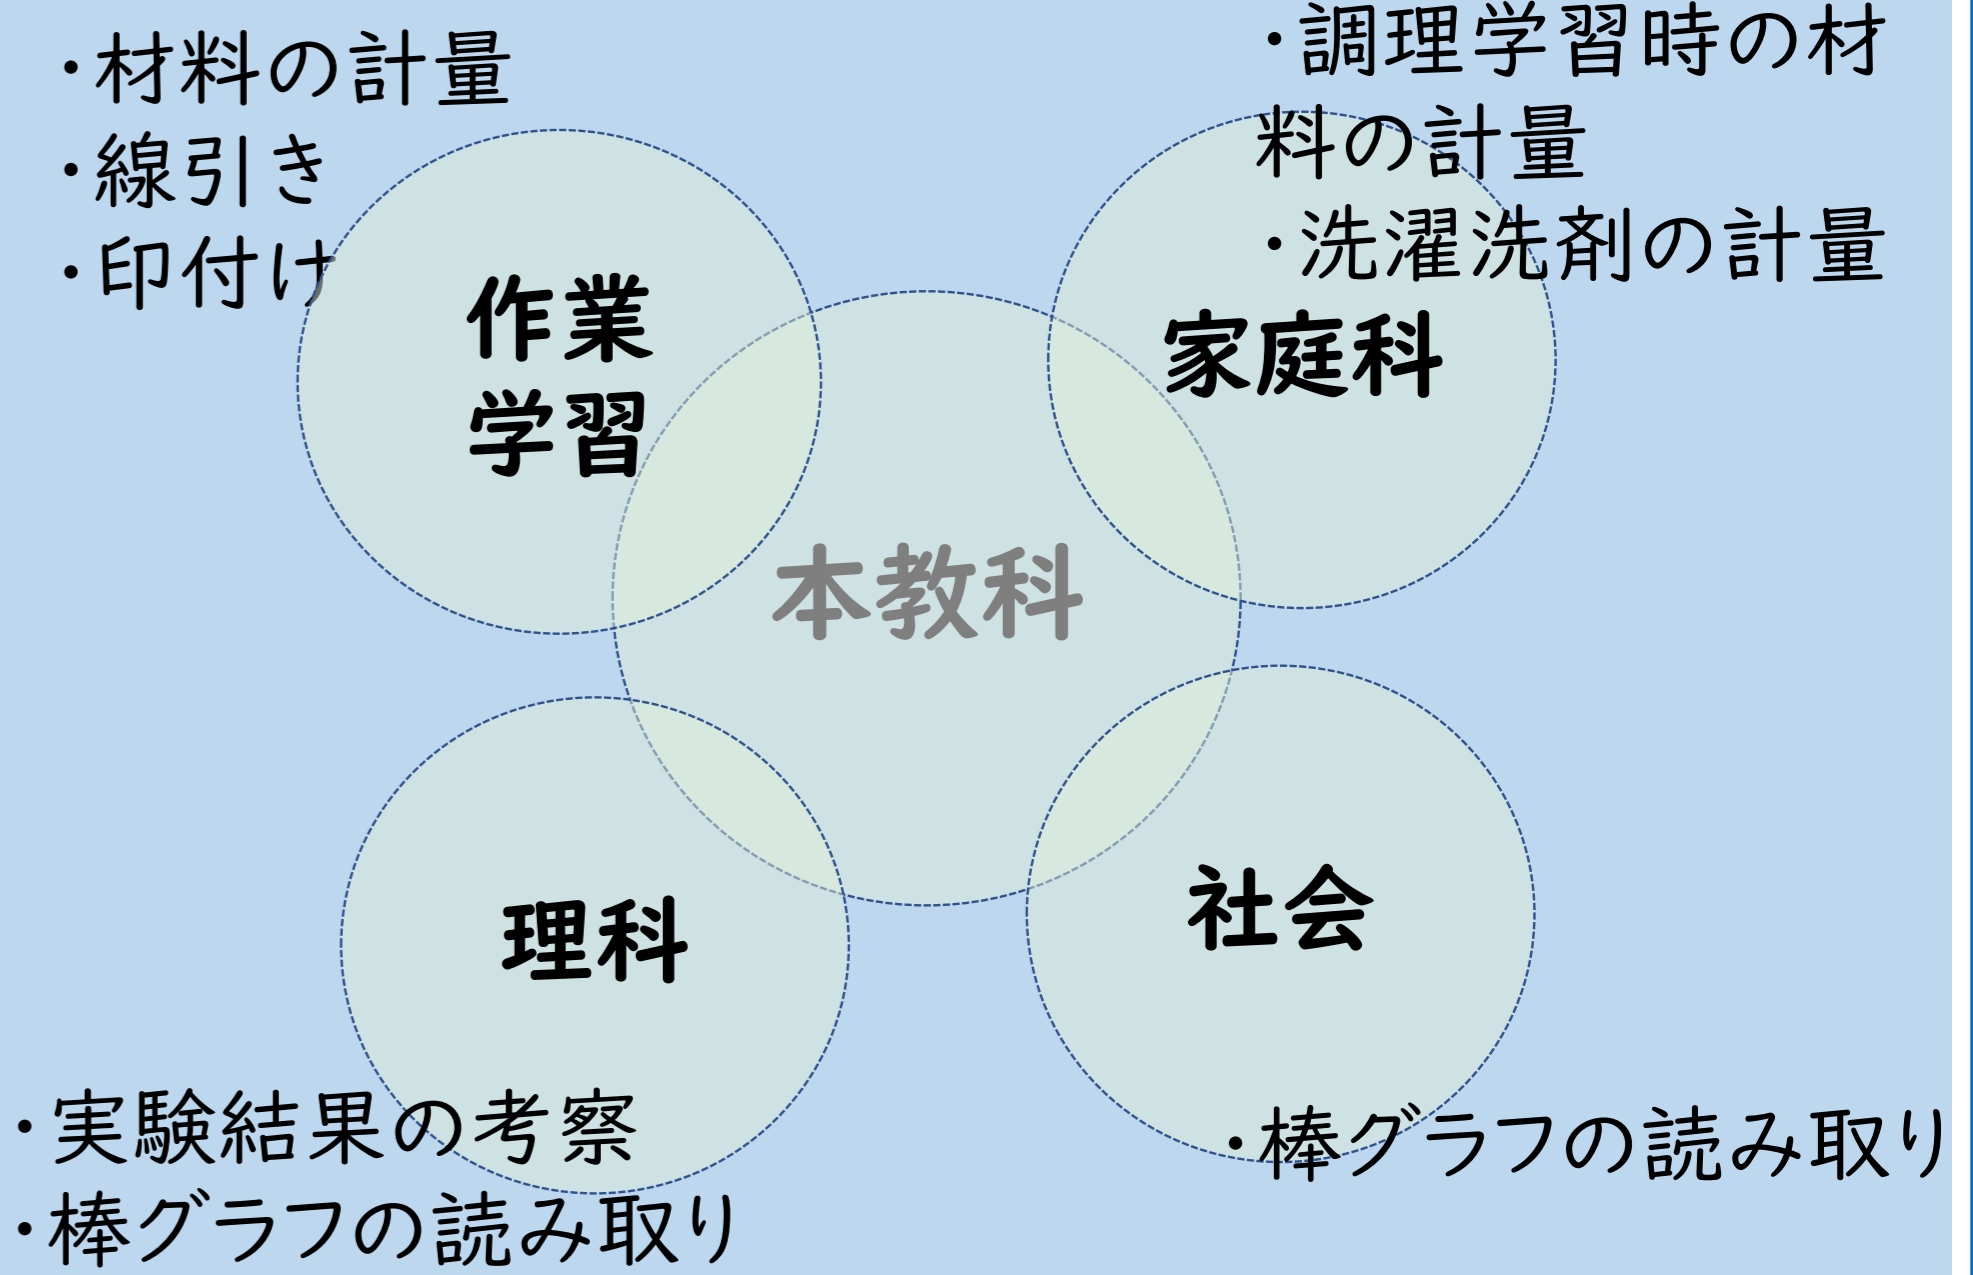 ・材料の計量
・線引き
・印付け
・調理学習時の材
料の計量
・洗濯洗剤の計量
作業
学習
家庭科
本教科
理科
社会
・実験結果の考察
・棒グラフの読み取り
・棒グラフの読み取り